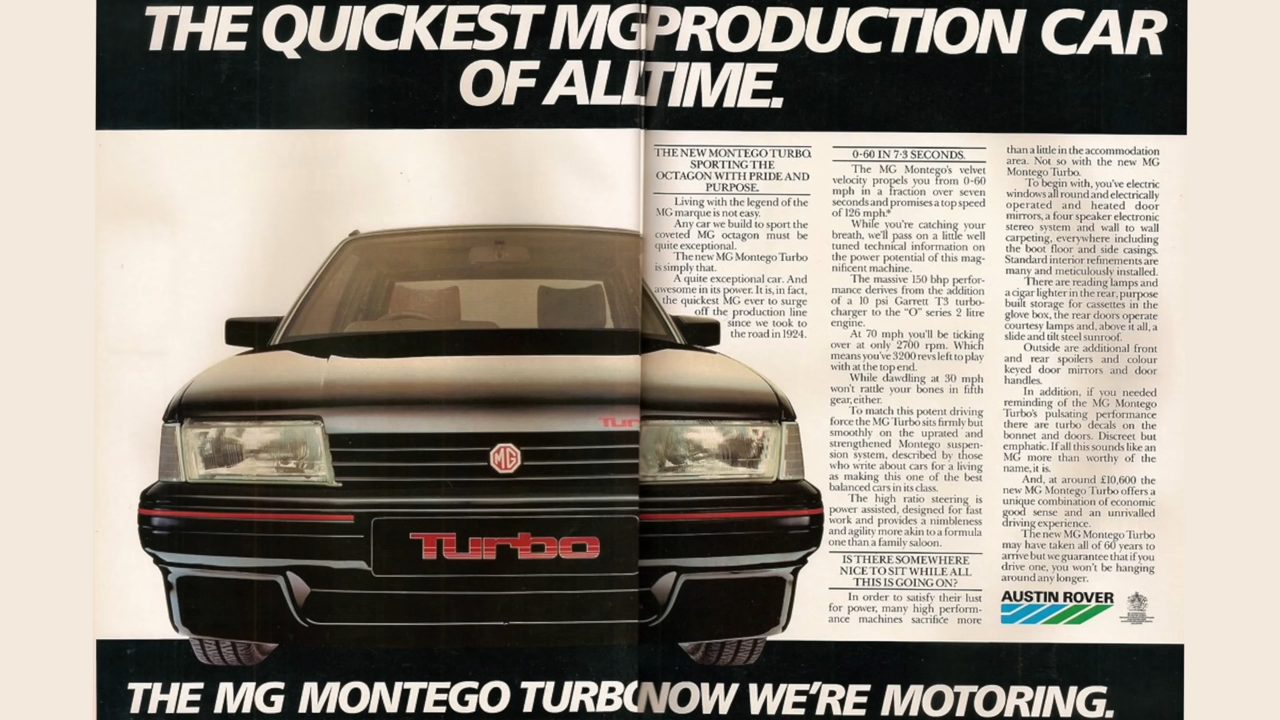 THE QUICKEST MG PRODUCTION CAR
OF ALL TIME.
THE NEW MONTEGO TURBO.
SPORTING THE
OCTAGON WITH PRIDE AND
PURPOSE.
Living with the legend of the
MG marque is not easy.
Any car we build to sport the
coveted MG octagon must be
quite exceptional.
The new MG Montego Turbo
is simply that.
A quite exceptional car. And
awesome in its power. It is, in fact,
the quickest MG ever to surge
off the production line
since we took to
the road in 1924.
0-60 IN 7·3 SECONDS.
The MG Montego's velvet
velocity propels you from 0-60
mph in a fraction over seven
seconds and promises a top speed
of 126 mph.*
While you're catching your
breath, we'll pass on a little well
tuned technical information on
the power potential of this mag-
nificent machine.
The massive 150 bhp perfor-
mance derives from the addition
of a 10 psi Garrett T3 turbo-
charger to the "O" series 2 litre
engine.
At 70 mph you'll be ticking
over at only 2700 rpm. Which
means you've 3200 revs left to play
with at the top end.
While dawdling at 30 mph
won't rattle your bones in fifth
gear, either.
To match this potent driving
force the MG Turbo sits firmly but
smoothly on the uprated and
strengthened Montego suspen-
sion system, described by those
who write about cars for a living
as making this one of the best
balanced cars in its class.
The high ratio steering is
power assisted, designed for fast
work and provides a nimbleness
and agility more akin to a formula
one than a family saloon.
IS THERE SOMEWHERE
NICE TO SIT WHILE ALL
THIS IS GOING ON?
In order to satisfy their lust
for power, many high perform-
ance machines sacrifice more
than a little in the accommodation
area. Not so with the new MG
Montego Turbo.
To begin with, you've electric
windows all round and electrically
operated and heated door
mirrors, a four speaker electronic
stereo system and wall to wall
carpeting, everywhere including
the boot floor and side casings.
Standard interior refinements are
many and meticulously installed.
There are reading lamps and
a cigar lighter in the rear, purpose
built storage for cassettes in the
glove box, the rear doors operate
courtesy lamps and, above it all, a
slide and tilt steel sunroof.
Outside are additional front
and rear spoilers and colour
keyed door mirrors and door
handles.
In addition, if you needed
reminding of the MG Montego
Turbo's pulsating performance
there are turbo decals on the
bonnet and doors. Discreet but
emphatic. If all this sounds like an
MG more than worthy of the
name, it is.
And, at around £10,600 the
new MG Montego Turbo offers a
unique combination of economic
good sense and an unrivalled
driving experience.
The new MG Montego Turbo
may have taken all of 60 years to
arrive but we guarantee that if you
drive one, you won't be hanging
around any longer.
AUSTIN ROVER
Tur
MG
Turbo
THE MG MONTEGO TURBO NOW WE'RE MOTORING.